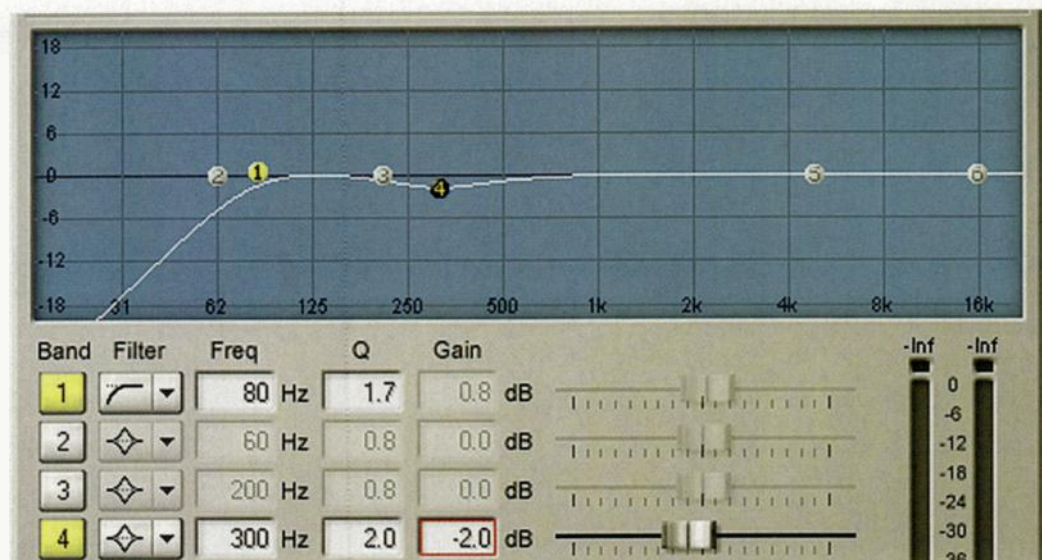 18
12
6
0
-6
-12
-18 31 62 125 250 500 1k 2k 4k 8k 16k
2 1 3 4 5 6
Band Filter Freq Q Gain -Inf -Inf
1 80 Hz 1.7 0.8 dB
2 60 Hz 0.8 0.0 dB
3 200 Hz 0.8 0.0 dB
4 300 Hz 2.0 -2.0 dB
0
-6
-12
-18
-24
-30
36